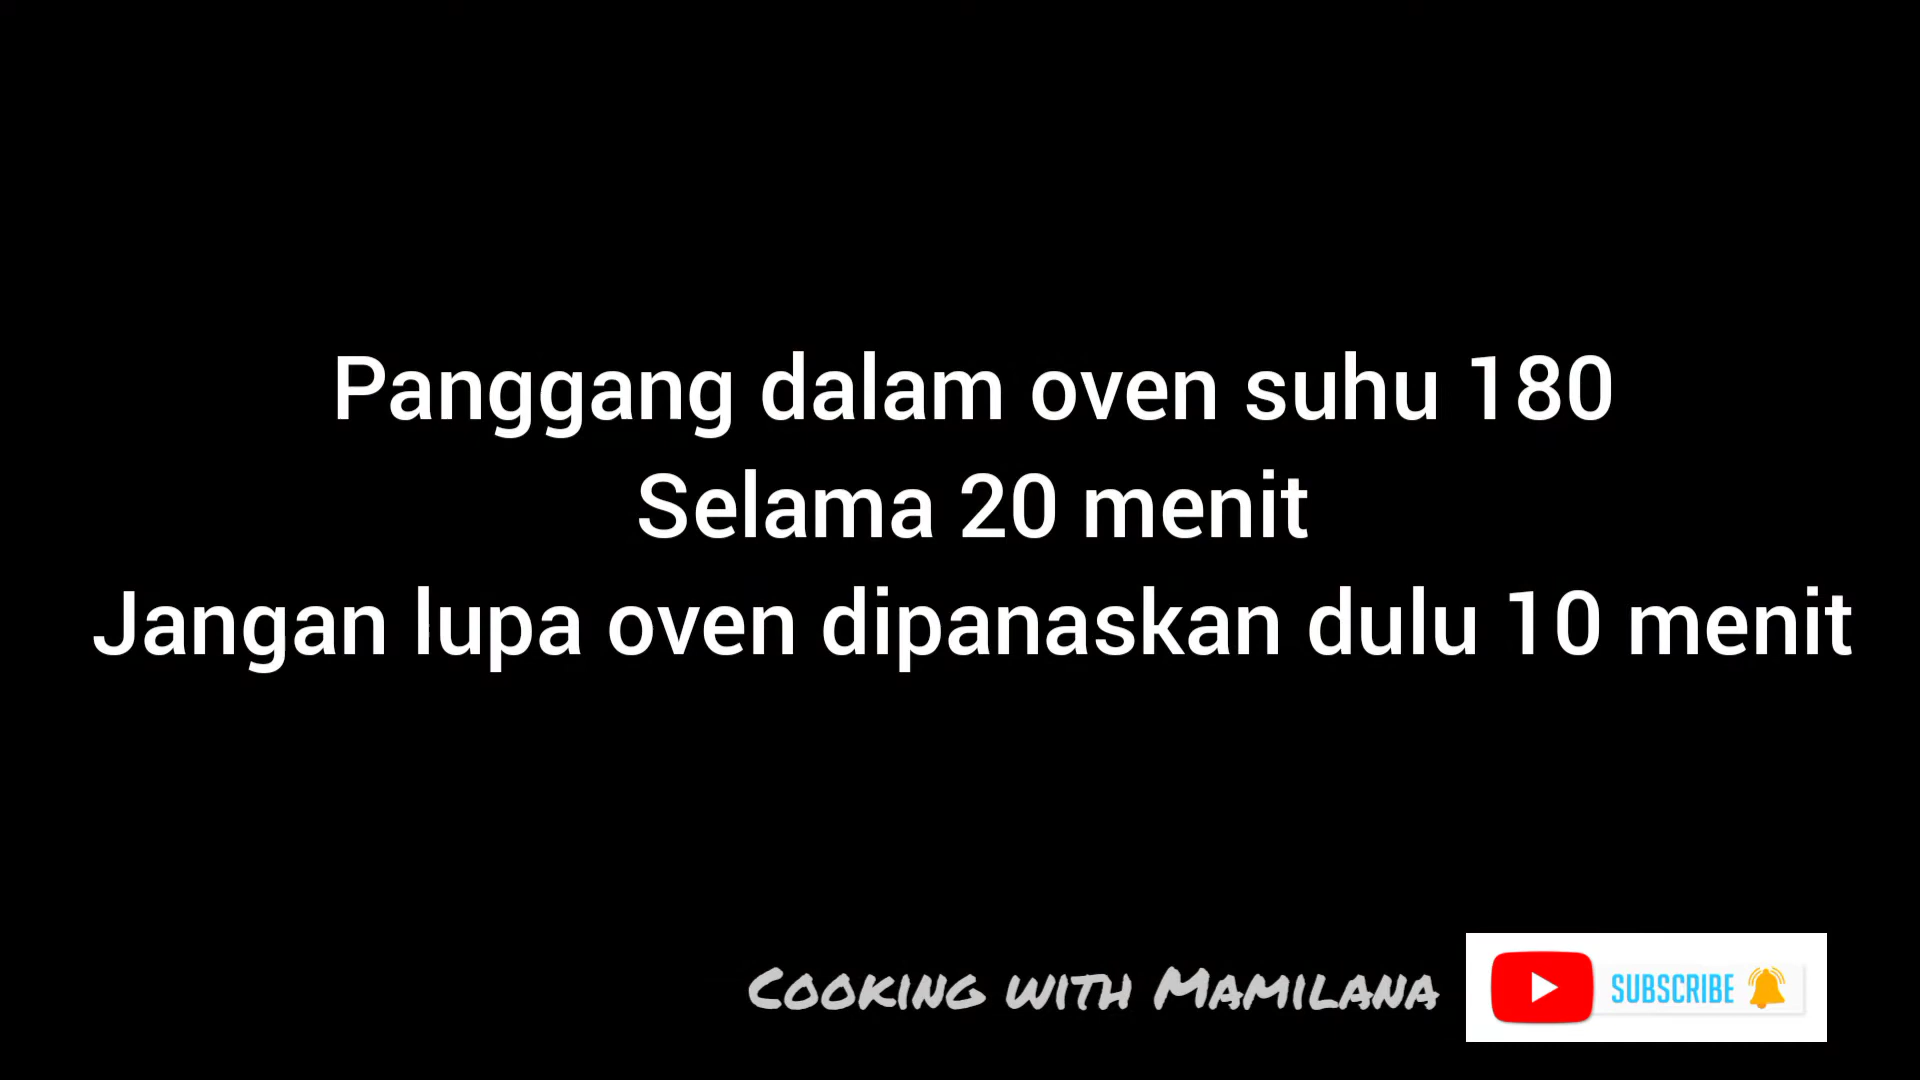 Panggang dalam oven suhu 180
Selama 20 menit
Jangan lupa oven dipanaskan dulu 10 menit
Cooking with Mamilana
SUBSCRIBE